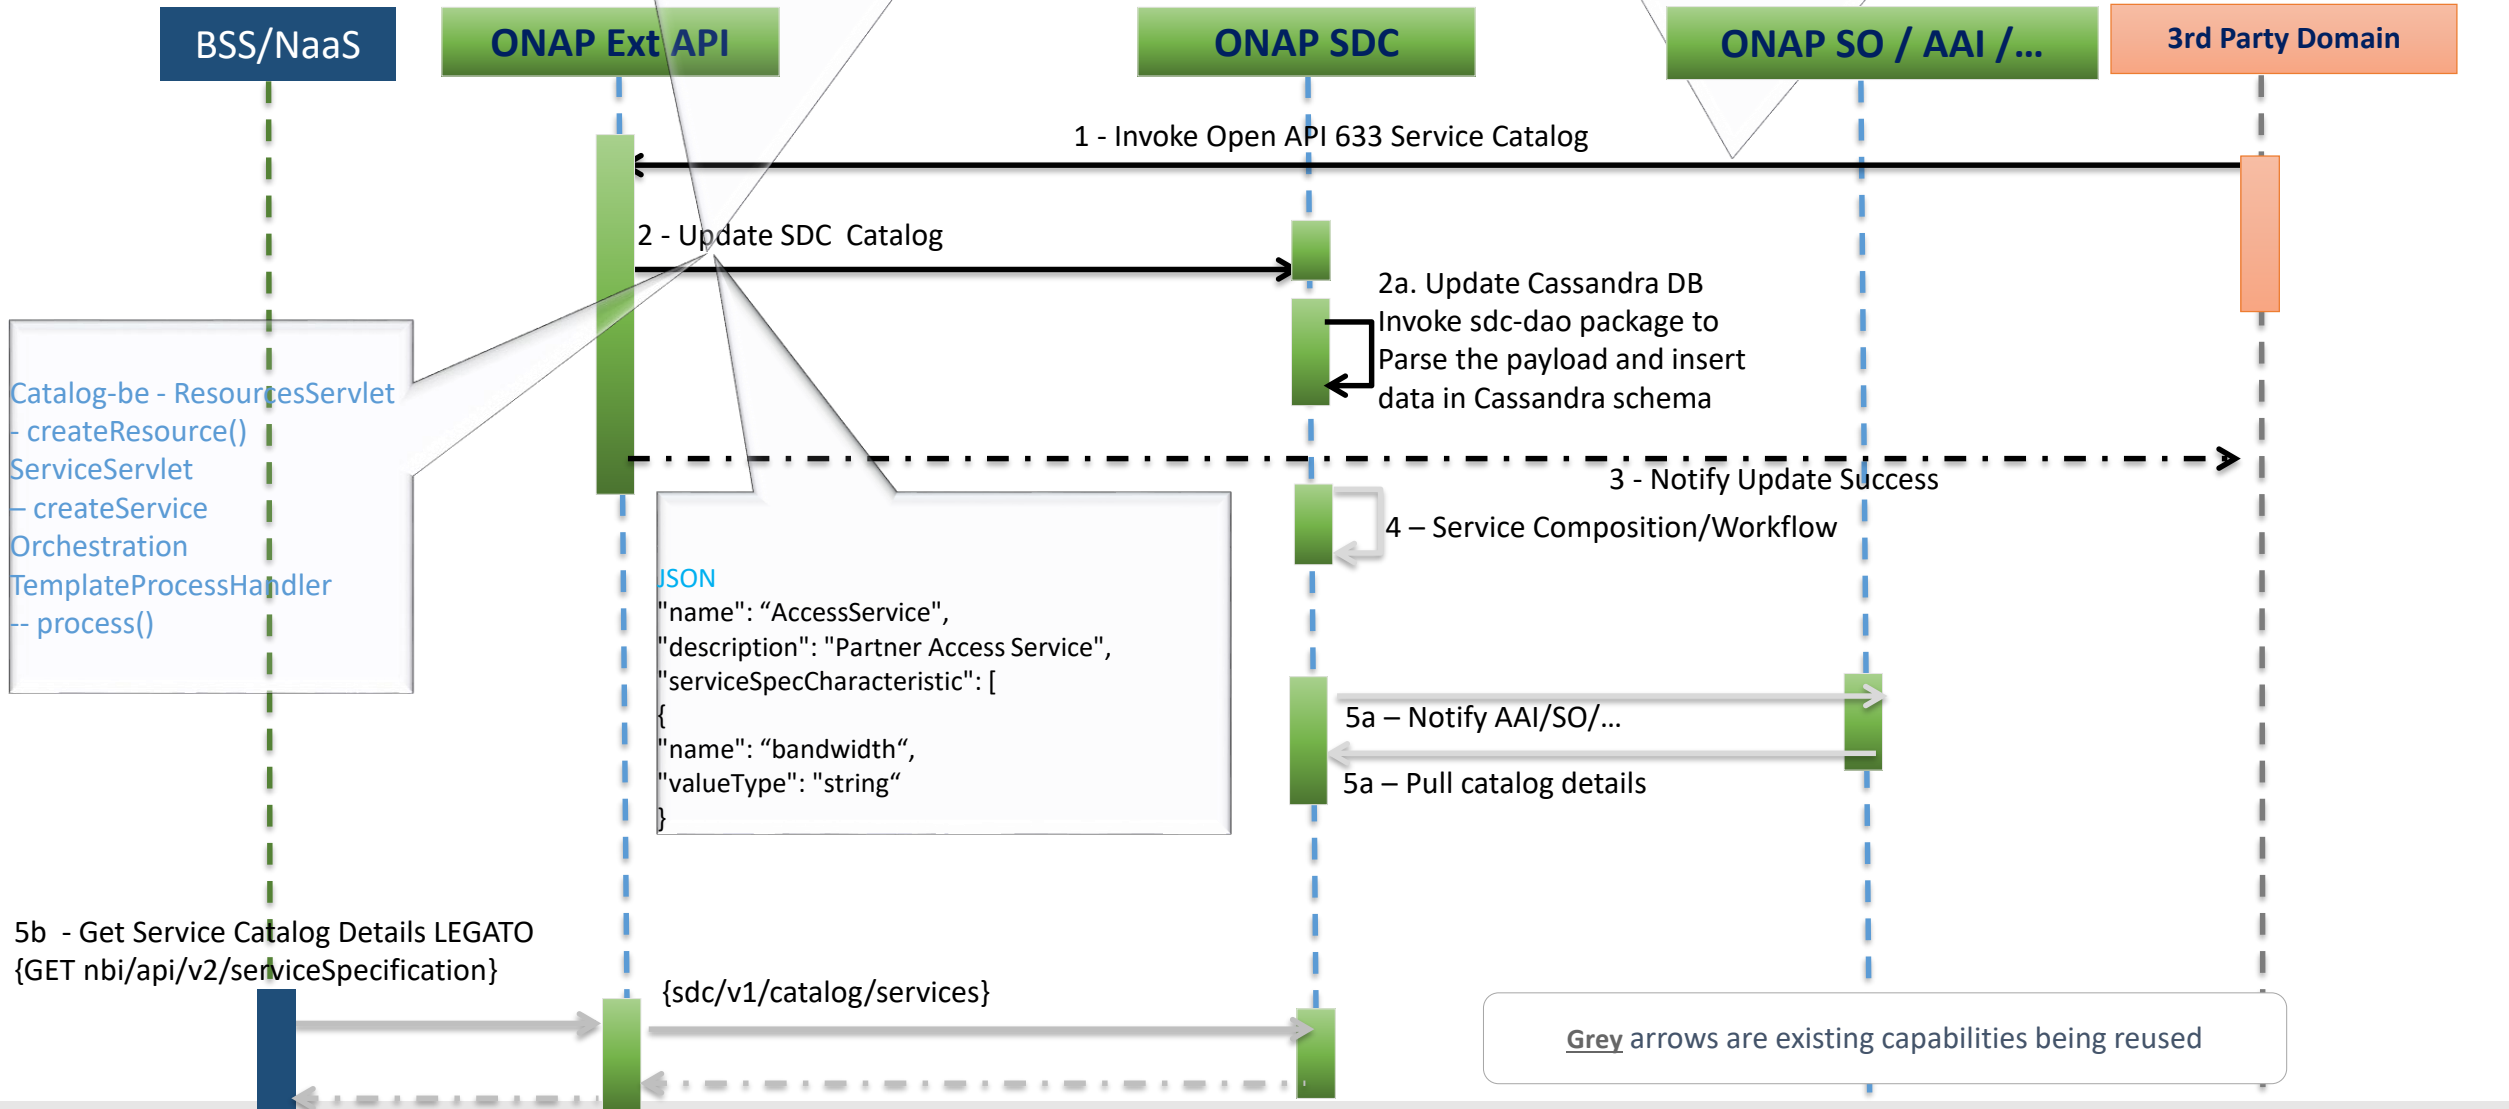 BSS/NaaS
ONAP Ext API
ONAP SDC
ONAP SO / AAI /...
3rd Party Domain
1 - Invoke Open API 633 Service Catalog
2 - Update SDC  Catalog
2a. Update Cassandra DB
Invoke sdc-dao package to
Parse the payload and insert
data in Cassandra schema
Catalog-be - ResourcesServlet
- createResource()
ServiceServlet
– createService
Orchestration
TemplateProcessHandler
-- process()
3 - Notify Update Success
4 – Service Composition/Workflow
JSON
"name": “AccessService",
"description": "Partner Access Service",
"serviceSpecCharacteristic": [
{
"name": “bandwidth“,
"valueType": "string“
}
5a – Notify AAI/SO/...
5a – Pull catalog details
5b  - Get Service Catalog Details LEGATO
{GET nbi/api/v2/serviceSpecification}
{sdc/v1/catalog/services}
Grey arrows are existing capabilities being reused